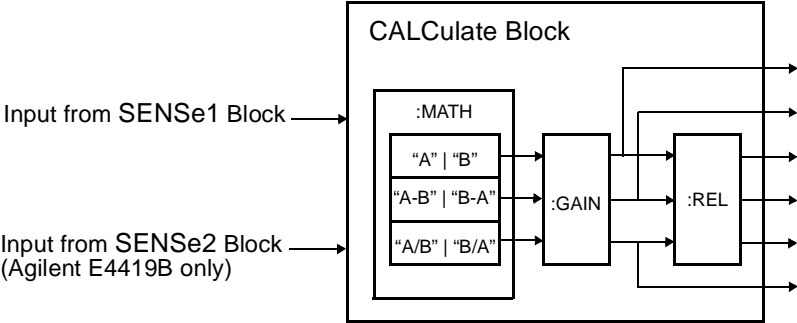 CALCulate Block
Input from SENSe1 Block
:MATH
“A” | “B”
“A-B” | “B-A”
:GAIN
:REL
“A/B” | “B/A”
Input from SENSe2 Block
(Agilent E4419B only)